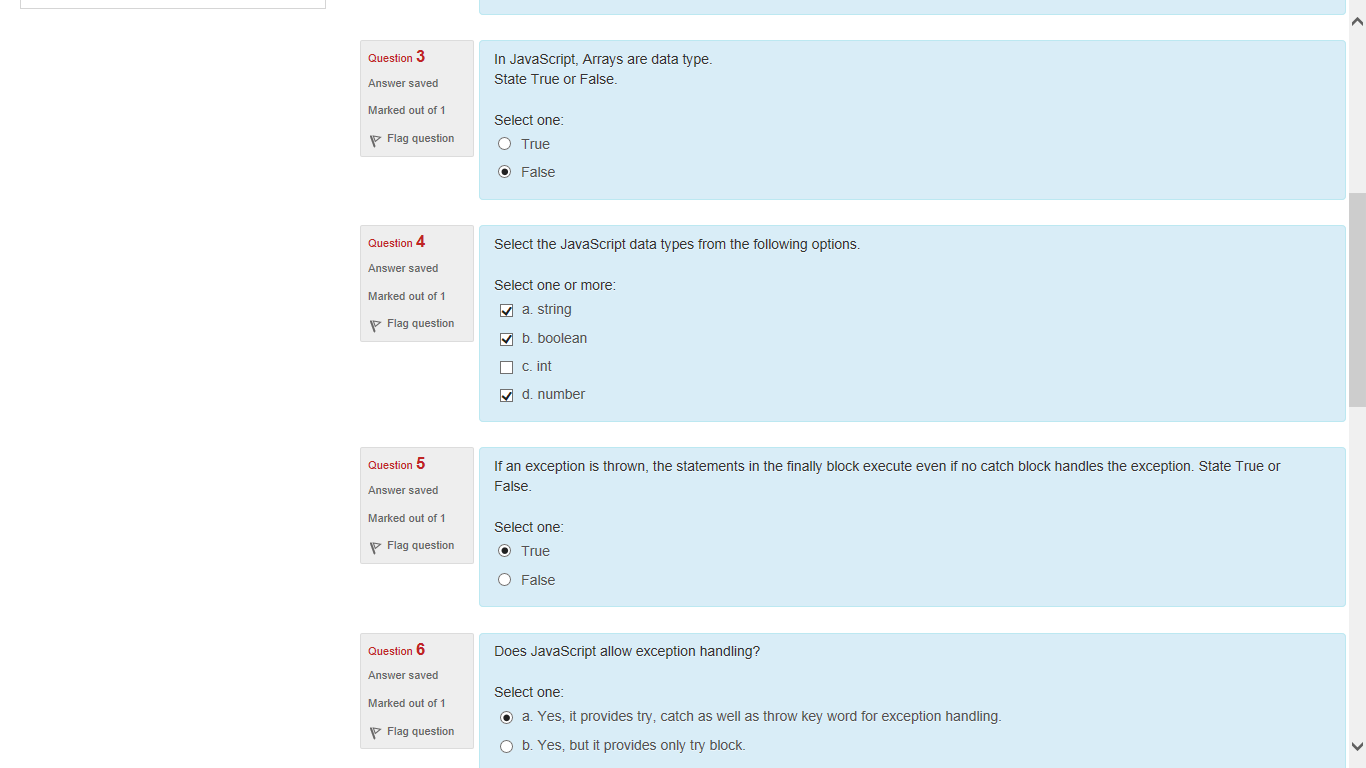 Question 3
Answer saved
Marked out of 1
Flag question
In JavaScript, Arrays are data type.
State True or False.
Select one:
True
False
Question 4
Answer saved
Marked out of 1
Flag question
Select the JavaScript data types from the following options.
Select one or more:
a. string
b. boolean
c. int
d. number
Question 5
Answer saved
Marked out of 1
Flag question
If an exception is thrown, the statements in the finally block execute even if no catch block handles the exception. State True or
False.
Select one:
True
False
Question 6
Answer saved
Marked out of 1
Flag question
Does JavaScript allow exception handling?
Select one:
a. Yes, it provides try, catch as well as throw key word for exception handling.
b. Yes, but it provides only try block.